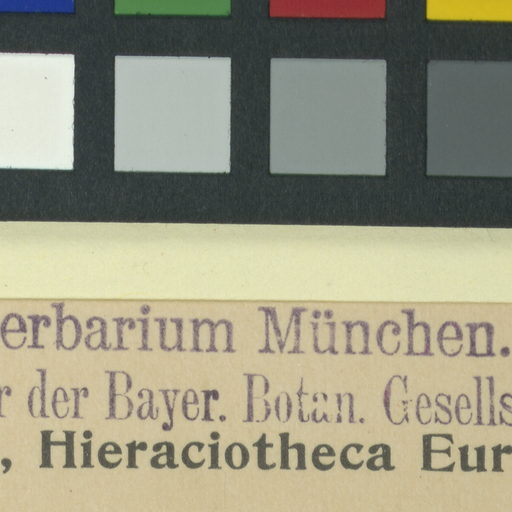 erbarium München.
r der Bayer. Botan. Gesells
, Hieraciotheca Eur